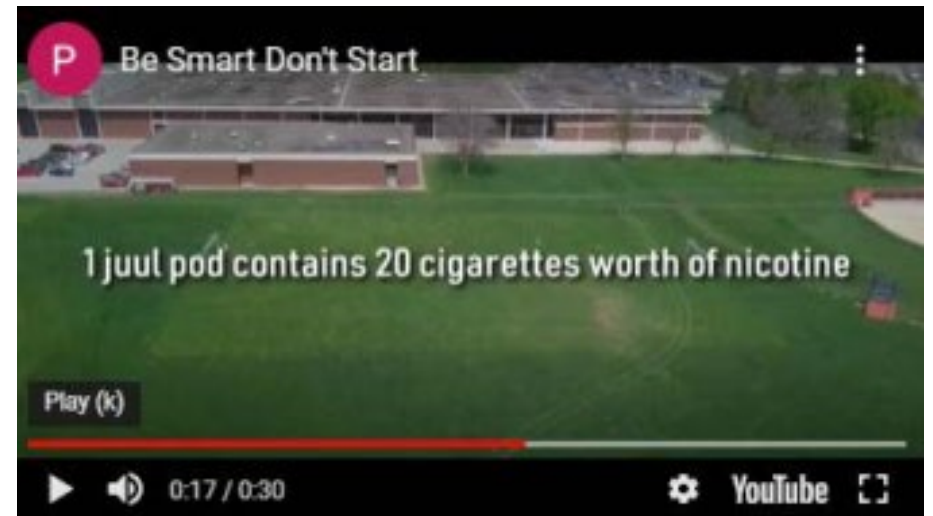 P
Be Smart Don't Start
1 juul pod contains 20 cigarettes worth of nicotine
Play (k)
0:17 / 0:30
YouTube